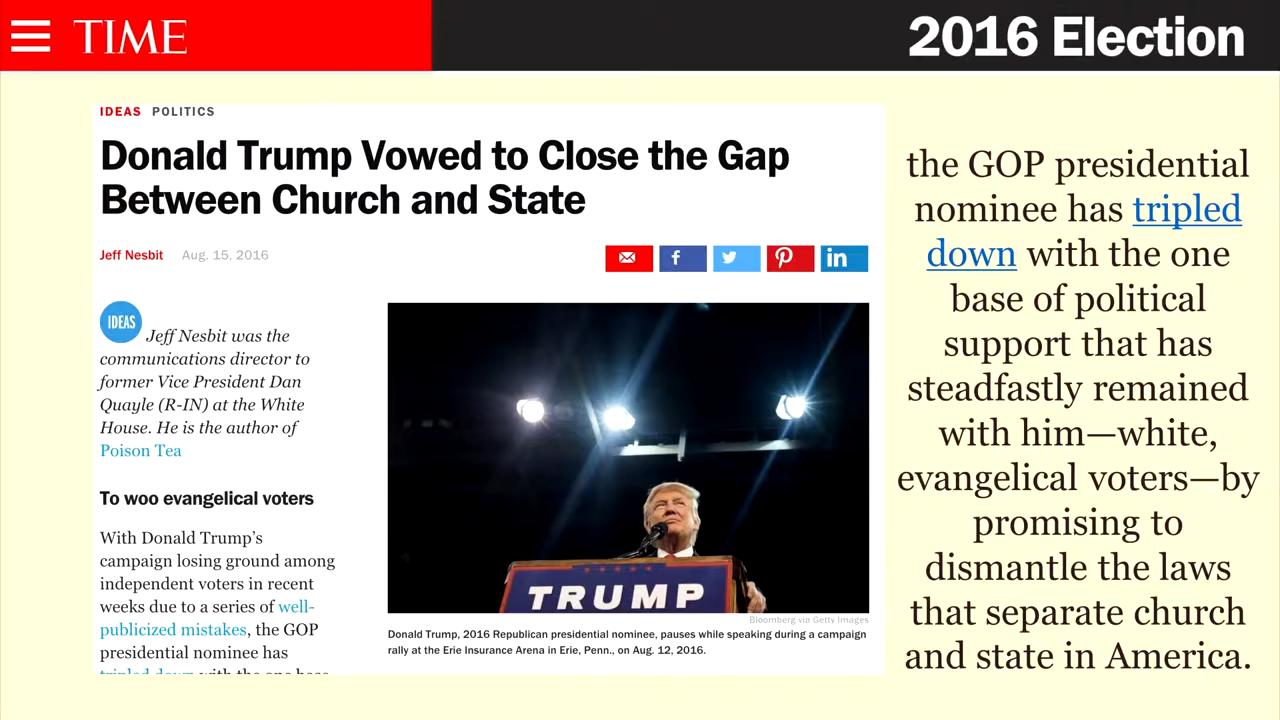 TIME
2016 Election
IDEAS POLITICS
Donald Trump Vowed to Close the Gap
Between Church and State
Jeff Nesbit Aug. 15, 2016
f
in
IDEAS
Jeff Nesbit was the
communications director to
former Vice President Dan
Quayle (R-IN) at the White
House. He is the author of
Poison Tea
To woo evangelical voters
With Donald Trump’s
campaign losing ground among
independent voters in recent
weeks due to a series of well-
publicized mistakes, the GOP
presidential nominee has
tripled down with the one base
TRUMP
Bloomberg via Getty Images
Donald Trump, 2016 Republican presidential nominee, pauses while speaking during a campaign
rally at the Erie Insurance Arena in Erie, Penn., on Aug. 12, 2016.
the GOP presidential
nominee has tripled
down with the one
base of political
support that has
steadfastly remained
with him—white,
evangelical voters—by
promising to
dismantle the laws
that separate church
and state in America.